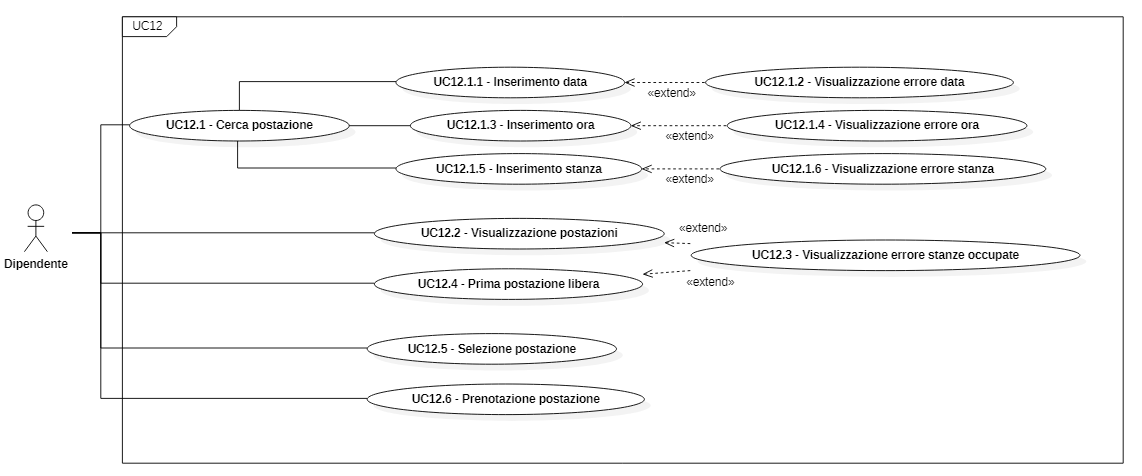 UC12
UC12.1.1 - Inserimento data
UC12.1.2 - Visualizzazione errore data
«extend»
UC12.1 - Cerca postazione
UC12.1.3 - Inserimento ora
UC12.1.4 - Visualizzazione errore ora
«extend»
UC12.1.5 - Inserimento stanza
UC12.1.6 - Visualizzazione errore stanza
«extend»
Dipendente
UC12.2 - Visualizzazione postazioni
«extend»
UC12.3 - Visualizzazione errore stanze occupate
UC12.4 - Prima postazione libera
«extend»
UC12.5 - Selezione postazione
UC12.6 - Prenotazione postazione